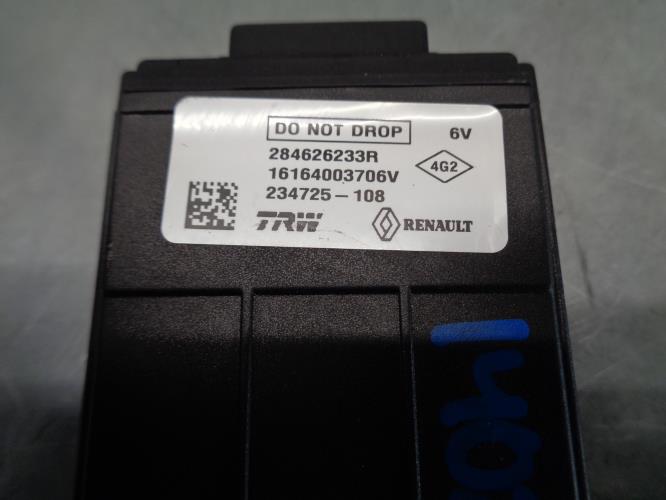 DO NOT DROP 6V
284626233R 4G2
16164003706V
234725-108
TRW RENAULT